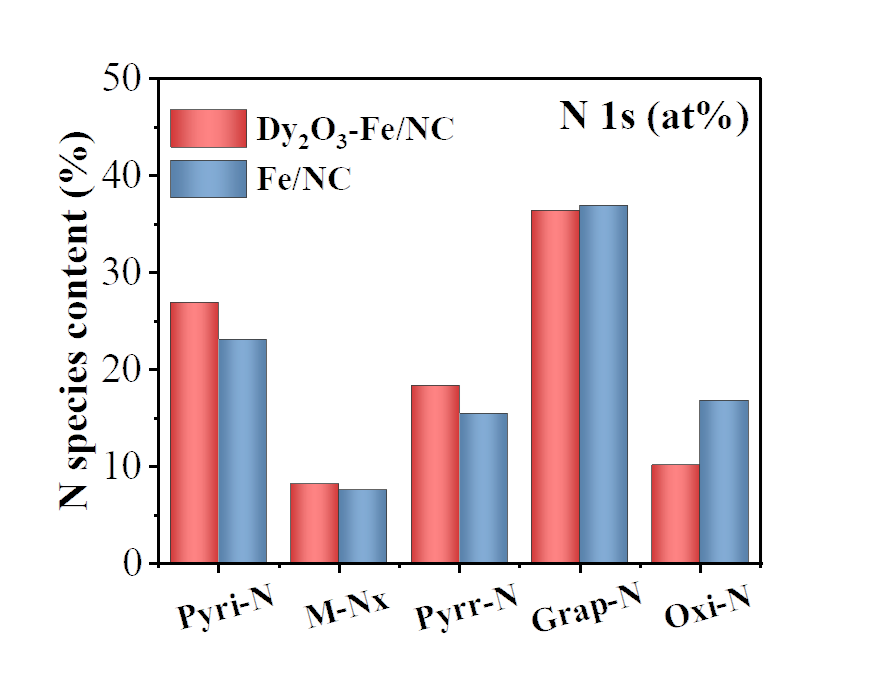 N 1s (at%)
Dy₂O₃-Fe/NC
Fe/NC
N species content (%)
50
40
30
20
10
0
Pyri-N
M-Nx
Pyrr-N
Grap-N
Oxi-N